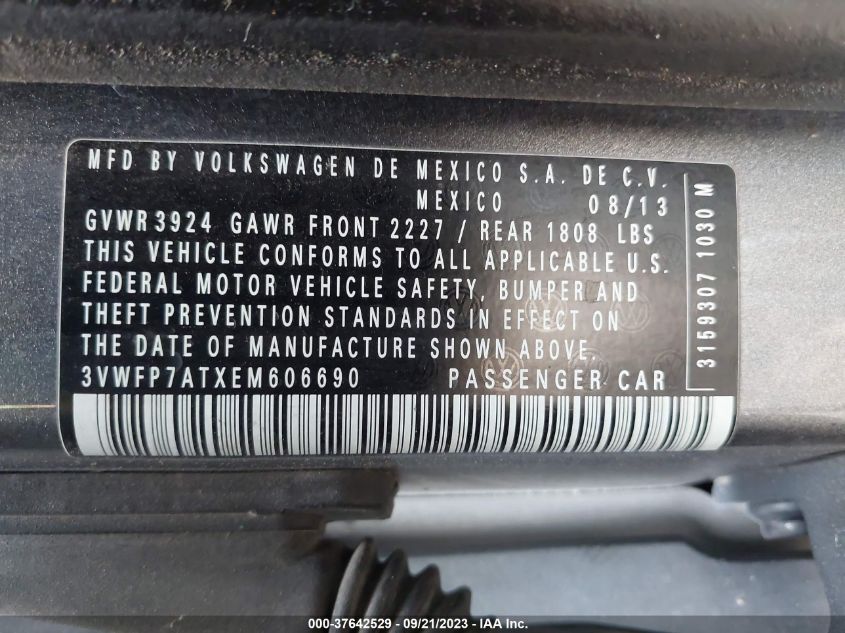 MFD BY VOLKSWAGEN DE MEXICO S.A. DE C.V.
MEXICO 08/13
GVWR 3924 GAWR FRONT 2227 / REAR 1808 LBS
THIS VEHICLE CONFORMS TO ALL APPLICABLE U.S.
FEDERAL MOTOR VEHICLE SAFETY, BUMPER AND
THEFT PREVENTION STANDARDS IN EFFECT ON
THE DATE OF MANUFACTURE SHOWN ABOVE.
3VWFP7ATXEM606690 PASSENGER CAR
3159307 1030 M
000-37642529 - 09/21/2023 - IAA Inc.